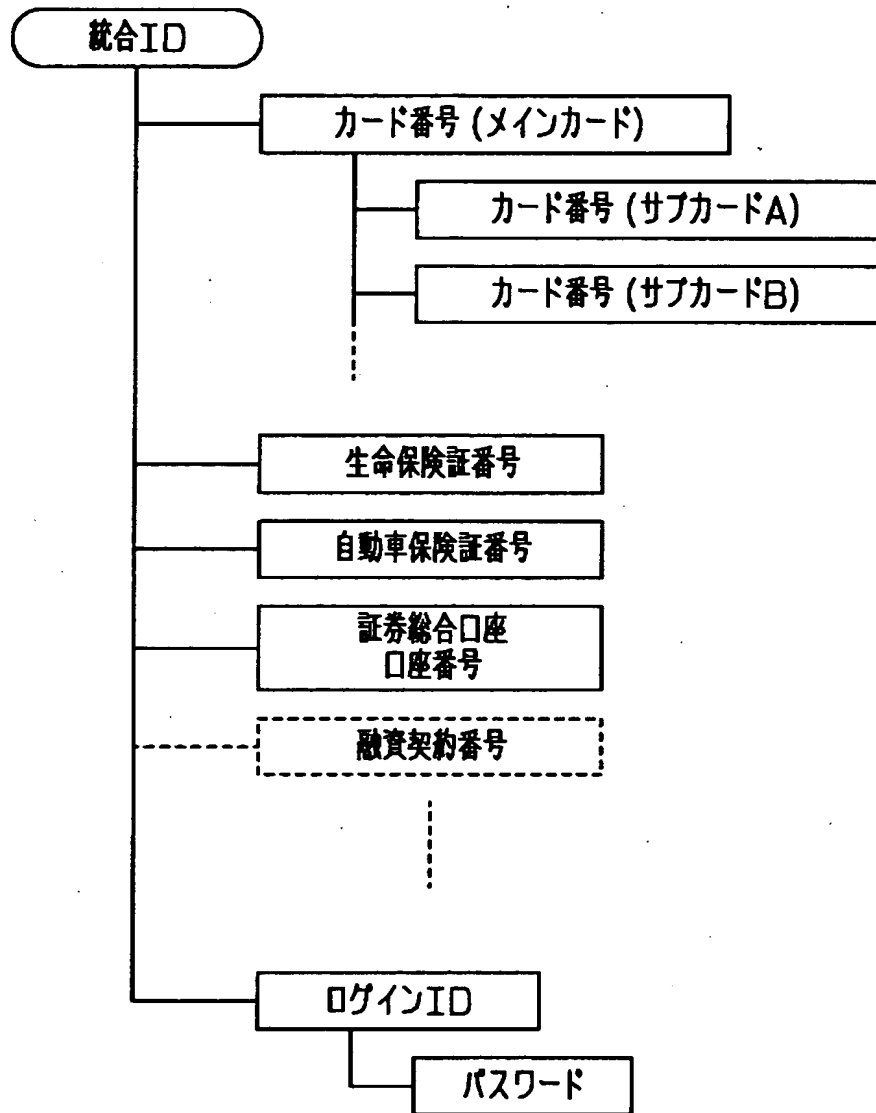 統合ID
カード番号 (メインカード)
カード番号 (サブカードA)
カード番号 (サブカードB)
生命保険証番号
自動車保険証番号
証券総合口座
口座番号
融資契約番号
ログインID
パスワード